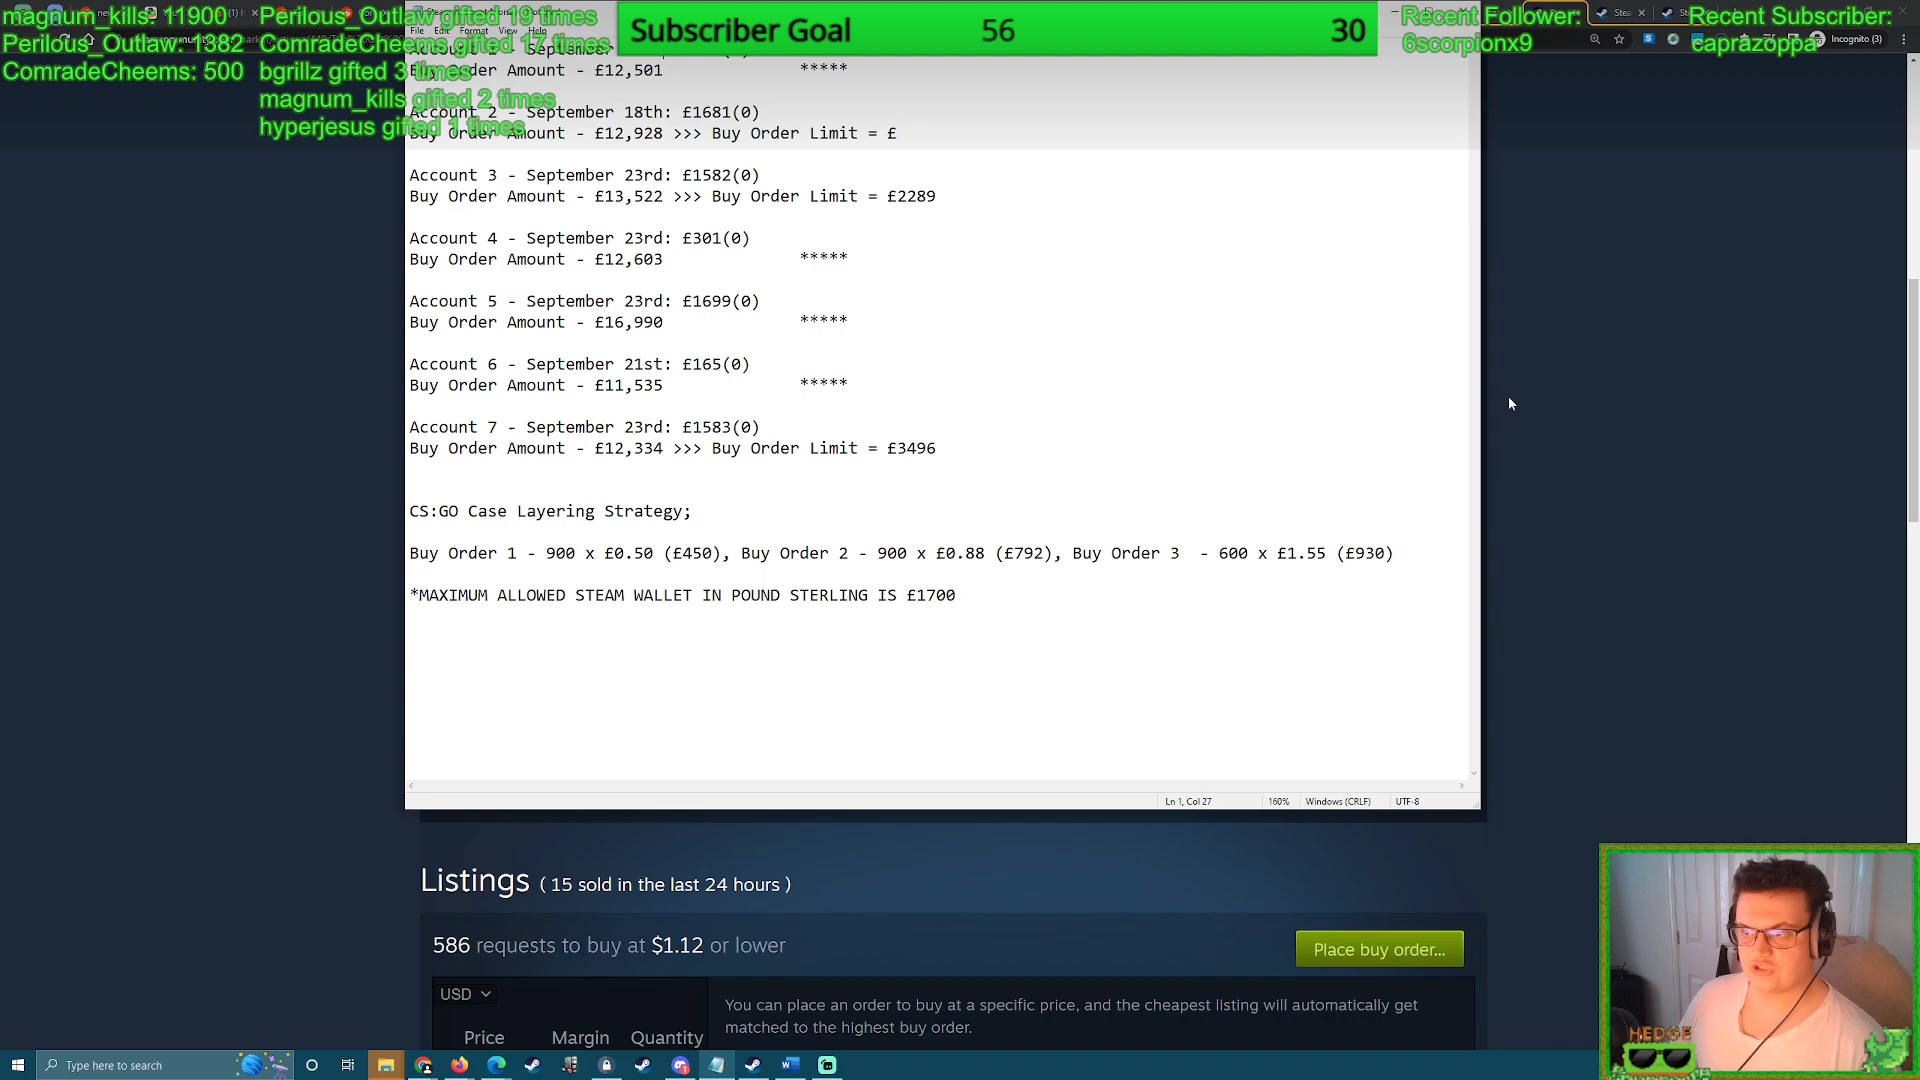 magnum_kills: 11900
Perilous_Outlaw: 1382
ComradeCheems: 500
Perilous_Outlaw gifted 19 times
ComradeCheems gifted 17 times
bgrillz gifted 3 times
magnum_kills gifted 2 times
hyperjesus gifted 1 times
Subscriber Goal 56 30
Recent Follower:
6scorpionx9
Recent Subscriber:
caprazoppa
Incognito (3)
File Edit Format View Help
Buy Order Amount - £12,501 *****
Account 2 - September 18th: £1681(0)
Buy Order Amount - £12,928 >>> Buy Order Limit = £
Account 3 - September 23rd: £1582(0)
Buy Order Amount - £13,522 >>> Buy Order Limit = £2289
Account 4 - September 23rd: £301(0)
Buy Order Amount - £12,603 *****
Account 5 - September 23rd: £1699(0)
Buy Order Amount - £16,990 *****
Account 6 - September 21st: £165(0)
Buy Order Amount - £11,535 *****
Account 7 - September 23rd: £1583(0)
Buy Order Amount - £12,334 >>> Buy Order Limit = £3496
CS:GO Case Layering Strategy;
Buy Order 1 - 900 x £0.50 (£450), Buy Order 2 - 900 x £0.88 (£792), Buy Order 3 - 600 x £1.55 (£930)
*MAXIMUM ALLOWED STEAM WALLET IN POUND STERLING IS £1700
Ln 1, Col 27 160% Windows (CRLF) UTF-8
Listings ( 15 sold in the last 24 hours )
586 requests to buy at $1.12 or lower
Place buy order...
USD
Price Margin Quantity
You can place an order to buy at a specific price, and the cheapest listing will automatically get
matched to the highest buy order.
HEDGE
Type here to search